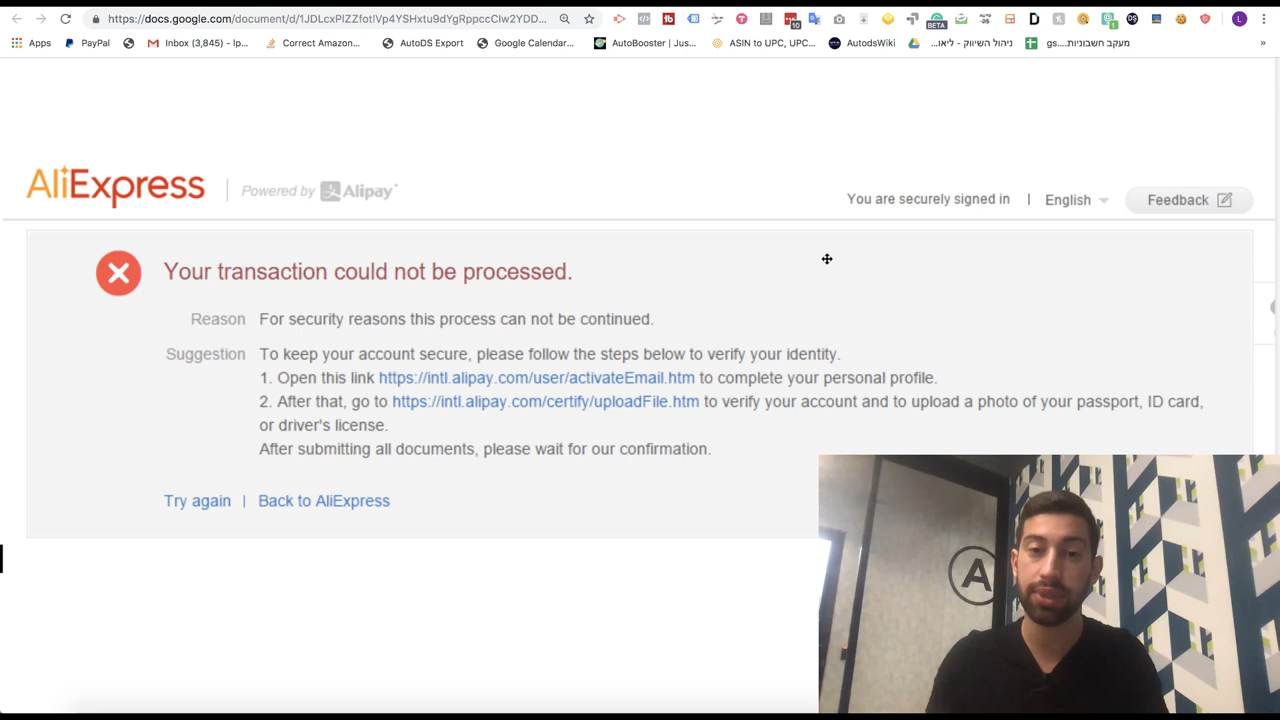 https://docs.google.com/document/d/1JDLcxPlZZfotlVp4YSHxtu9dYgRppccClw2YDD...
10
BETA
1
L
Apps
PayPal
Inbox (3,845) - lp...
Correct Amazon...
AutoDS Export
Google Calendar...
AutoBooster | Jus...
ASIN to UPC, UPC...
AutodsWiki
ניהול השיווק - ליאו...
מעקב חשבוניות....gs
»
AliExpress
Powered by Alipay
You are securely signed in | English
Feedback
Your transaction could not be processed.
Reason For security reasons this process can not be continued.
Suggestion To keep your account secure, please follow the steps below to verify your identity.
1. Open this link https://intl.alipay.com/user/activateEmail.htm to complete your personal profile.
2. After that, go to https://intl.alipay.com/certify/uploadFile.htm to verify your account and to upload a photo of your passport, ID card,
or driver's license.
After submitting all documents, please wait for our confirmation.
Try again | Back to AliExpress
A